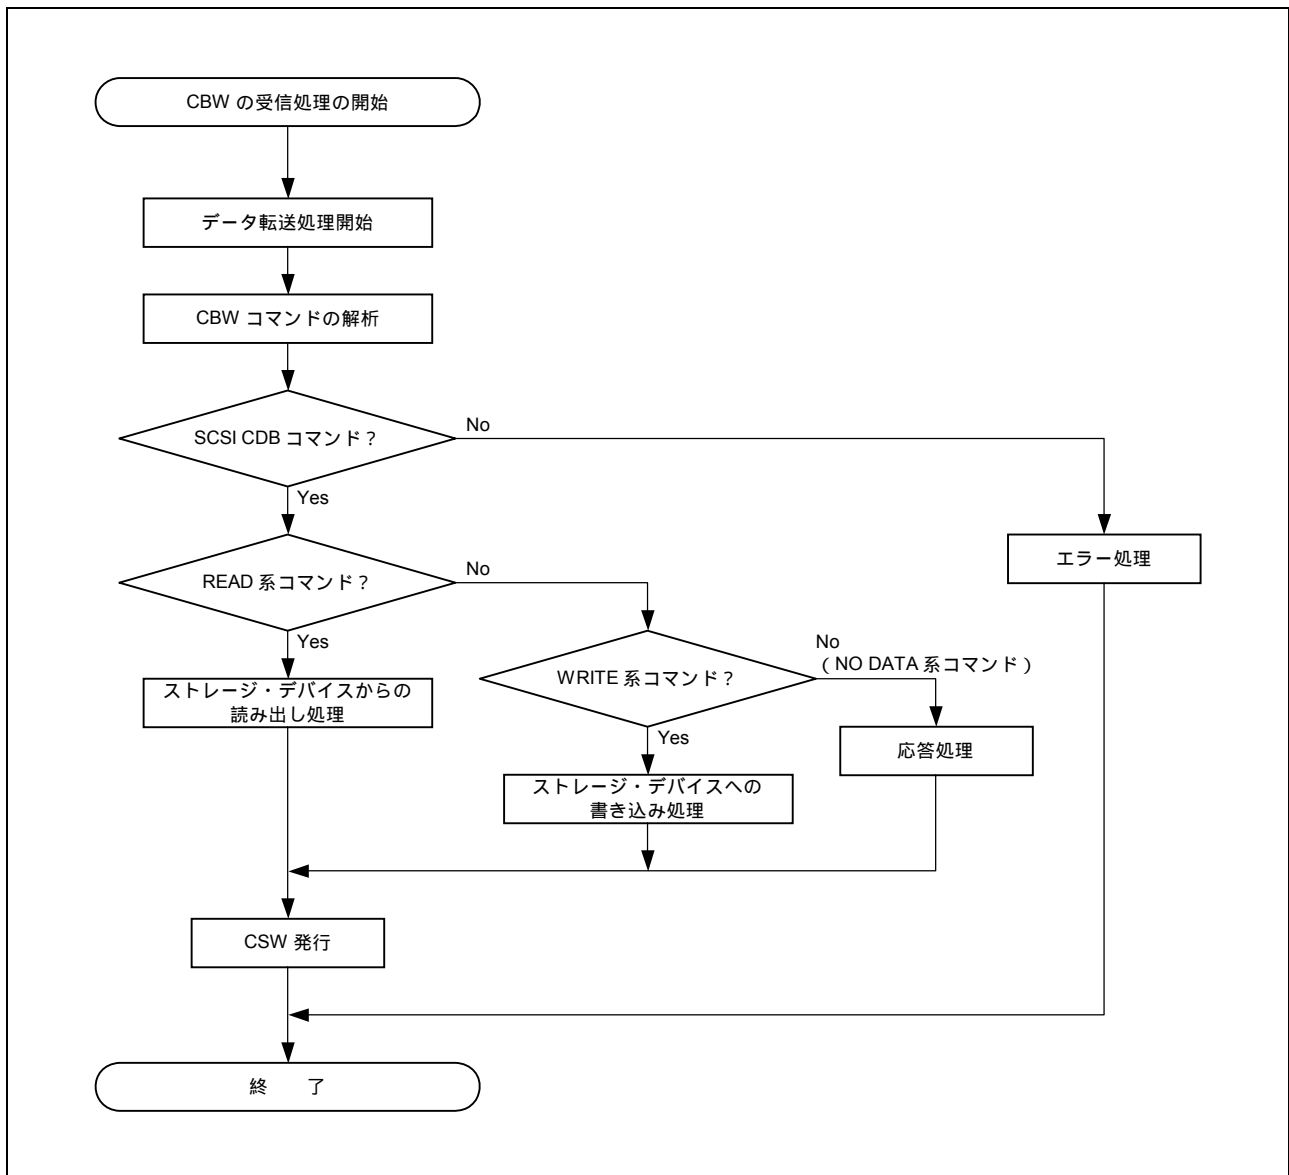 CBW の受信処理の開始
データ転送処理開始
CBW コマンドの解析
SCSI CDB コマンド？
No
Yes
エラー処理
READ 系コマンド？
No
Yes
No
（NO DATA 系コマンド）
WRITE 系コマンド？
ストレージ・デバイスからの
読み出し処理
Yes
応答処理
ストレージ・デバイスへの
書き込み処理
CSW 発行
終　　了